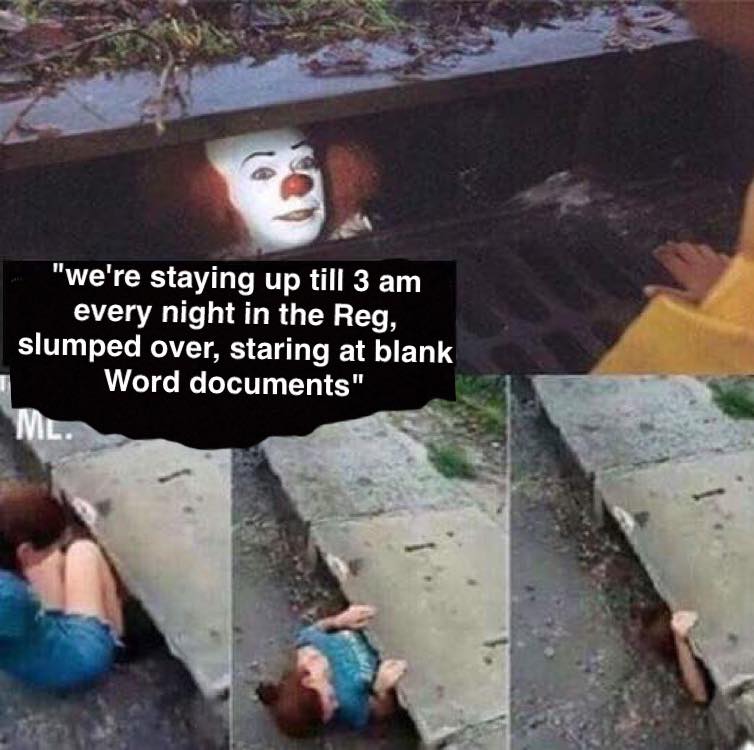 "we're staying up till 3 am
every night in the Reg,
slumped over, staring at blank
Word documents"
ME: